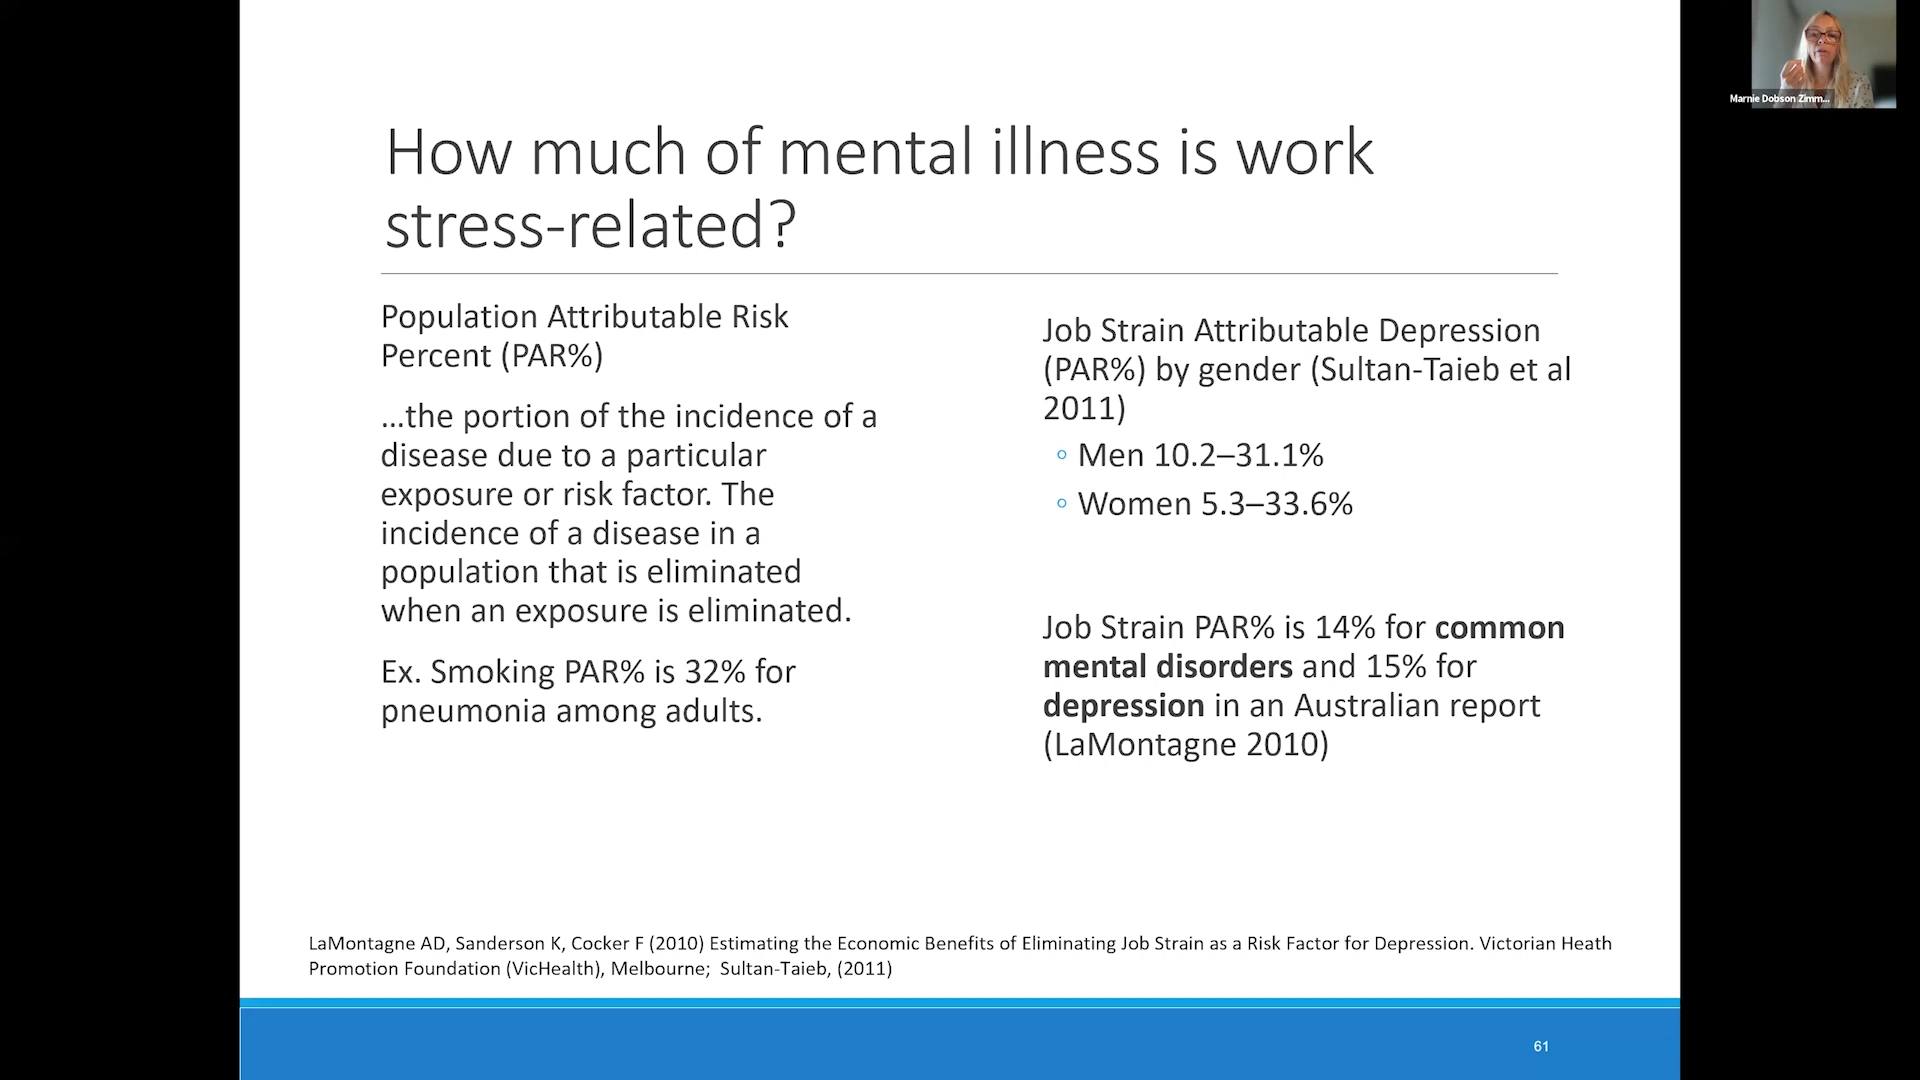 Marnie Dobson Zimm...
How much of mental illness is work
stress-related?
Population Attributable Risk
Percent (PAR%)
...the portion of the incidence of a
disease due to a particular
exposure or risk factor. The
incidence of a disease in a
population that is eliminated
when an exposure is eliminated.
Ex. Smoking PAR% is 32% for
pneumonia among adults.
Job Strain Attributable Depression
(PAR%) by gender (Sultan-Taieb et al
2011)
◦ Men 10.2–31.1%
◦ Women 5.3–33.6%
Job Strain PAR% is 14% for common
mental disorders and 15% for
depression in an Australian report
(LaMontagne 2010)
LaMontagne AD, Sanderson K, Cocker F (2010) Estimating the Economic Benefits of Eliminating Job Strain as a Risk Factor for Depression. Victorian Heath
Promotion Foundation (VicHealth), Melbourne; Sultan-Taieb, (2011)
61